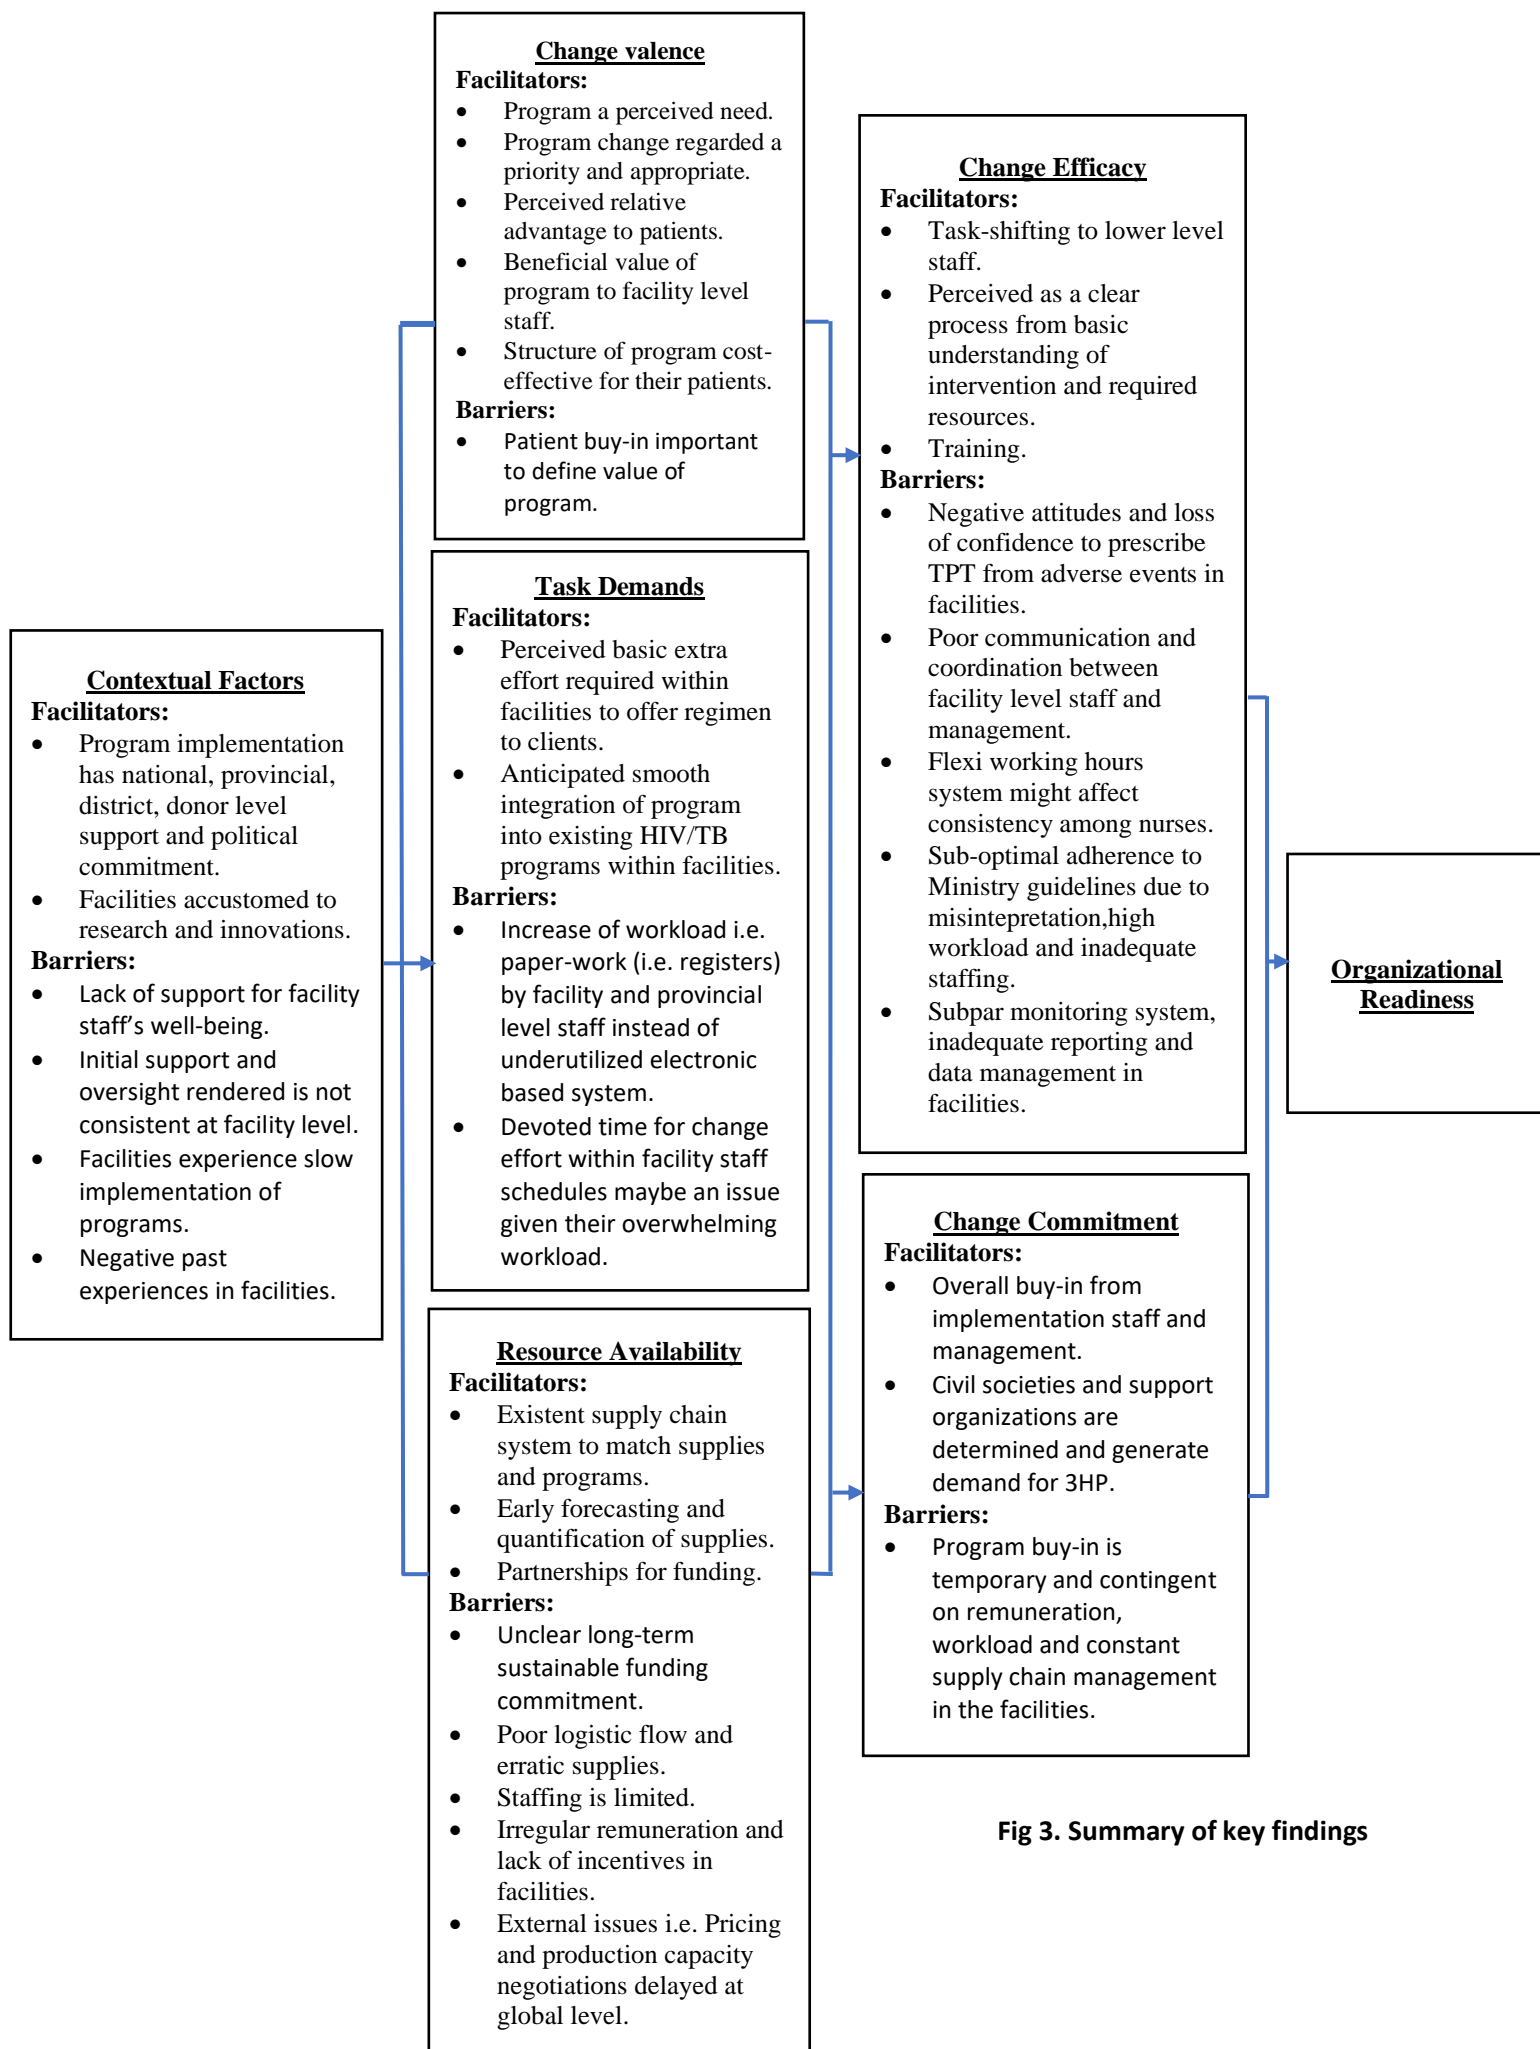 Contextual Factors
Facilitators:
• Program implementation
has national, provincial,
district, donor level
support and political
commitment.
• Facilities accustomed to
research and innovations.
Barriers:
• Lack of support for facility
staff’s well-being.
• Initial support and
oversight rendered is not
consistent at facility level.
• Facilities experience slow
implementation of
programs.
• Negative past
experiences in facilities.
Change valence
Facilitators:
• Program a perceived need.
• Program change regarded a
priority and appropriate.
• Perceived relative
advantage to patients.
• Beneficial value of
program to facility level
staff.
• Structure of program cost-
effective for their patients.
Barriers:
• Patient buy-in important
to define value of
program.
Task Demands
Facilitators:
• Perceived basic extra
effort required within
facilities to offer regimen
to clients.
• Anticipated smooth
integration of program
into existing HIV/TB
programs within facilities.
Barriers:
• Increase of workload i.e.
paper-work (i.e. registers)
by facility and provincial
level staff instead of
underutilized electronic
based system.
• Devoted time for change
effort within facility staff
schedules maybe an issue
given their overwhelming
workload.
Resource Availability
Facilitators:
• Existent supply chain
system to match supplies
and programs.
• Early forecasting and
quantification of supplies.
• Partnerships for funding.
Barriers:
• Unclear long-term
sustainable funding
commitment.
• Poor logistic flow and
erratic supplies.
• Staffing is limited.
• Irregular remuneration and
lack of incentives in
facilities.
• External issues i.e. Pricing
and production capacity
negotiations delayed at
global level.
Change Efficacy
Facilitators:
• Task-shifting to lower level
staff.
• Perceived as a clear
process from basic
understanding of
intervention and required
resources.
• Training.
Barriers:
• Negative attitudes and loss
of confidence to prescribe
TPT from adverse events in
facilities.
• Poor communication and
coordination between
facility level staff and
management.
• Flexi working hours
system might affect
consistency among nurses.
• Sub-optimal adherence to
Ministry guidelines due to
misintepretation,high
workload and inadequate
staffing.
• Subpar monitoring system,
inadequate reporting and
data management in
facilities.
Change Commitment
Facilitators:
• Overall buy-in from
implementation staff and
management.
• Civil societies and support
organizations are
determined and generate
demand for 3HP.
Barriers:
• Program buy-in is
temporary and contingent
on remuneration,
workload and constant
supply chain management
in the facilities.
Organizational
Readiness
Fig 3. Summary of key findings